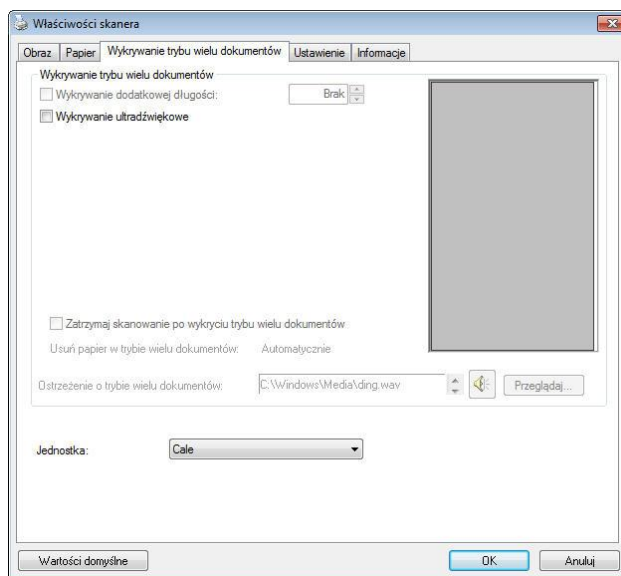 Właściwości skanera
Obraz Papier Wykrywanie trybu wielu dokumentów Ustawienie Informacje
Wykrywanie trybu wielu dokumentów
Wykrywanie dodatkowej długości: Brak
Wykrywanie ultradźwiękowe
Zatrzymaj skanowanie po wykryciu trybu wielu dokumentów
Usuń papier w trybie wielu dokumentów: Automatycznie
Ostrzeżenie o trybie wielu dokumentów: C:\Windows\Media\ding.wav Przeglądaj...
Jednostka: Cale
Wartości domyślne OK Anuluj